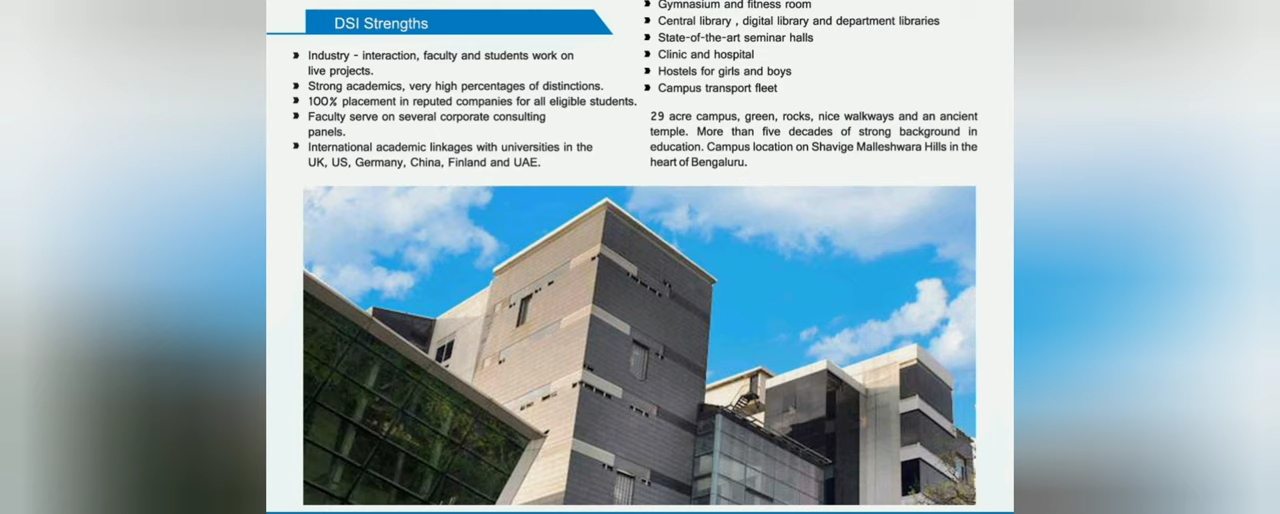 DSI Strengths
Industry - interaction, faculty and students work on
live projects.
Strong academics, very high percentages of distinctions.
100% placement in reputed companies for all eligible students.
Faculty serve on several corporate consulting
panels.
International academic linkages with universities in the
UK, US, Germany, China, Finland and UAE.
Gymnasium and fitness room
Central library , digital library and department libraries
State-of-the-art seminar halls
Clinic and hospital
Hostels for girls and boys
Campus transport fleet
29 acre campus, green, rocks, nice walkways and an ancient
temple. More than five decades of strong background in
education. Campus location on Shavige Malleshwara Hills in the
heart of Bengaluru.